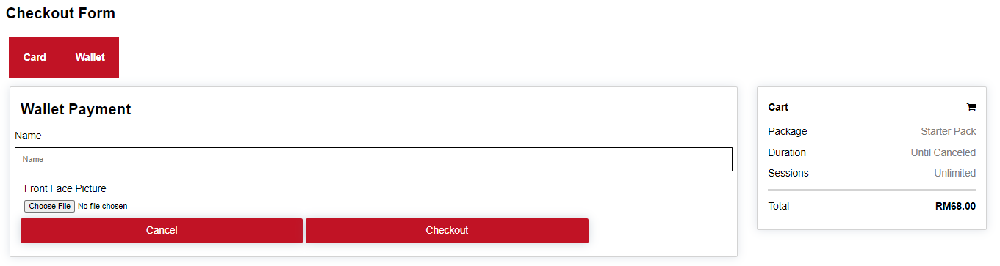 Checkout Form
Card Wallet
Wallet Payment
Name
Name
Front Face Picture
Choose File No file chosen
Cancel Checkout
Cart
Package Starter Pack
Duration Until Canceled
Sessions Unlimited
Total RM68.00